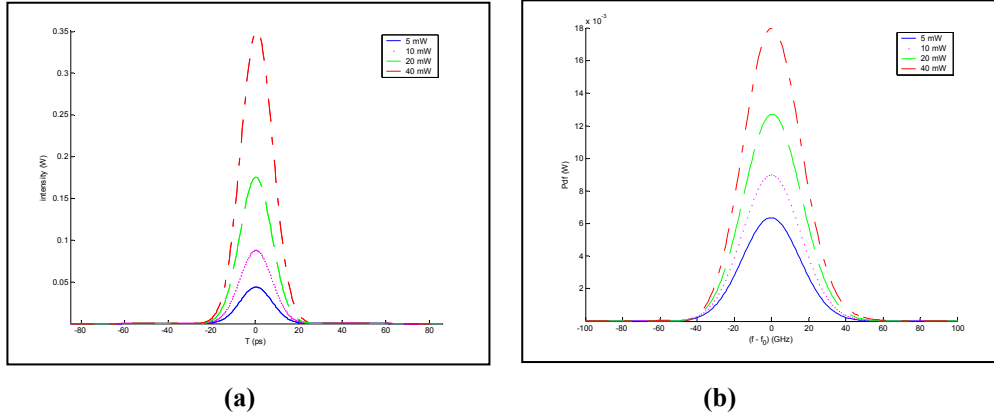 0.35
0.3
0.25
0.2
0.15
0.1
0.05
intensity (W)
-80 -60 -40 -20 0 20 40 60 80
T (ps)
5 mW
10 mW
20 mW
40 mW
(a)
x 10-3
18
16
14
12
10
8
6
4
2
Pdf (W)
-100 -80 -60 -40 -20 0 20 40 60 80 100
(f - f0) (GHz)
5 mW
10 mW
20 mW
40 mW
(b)